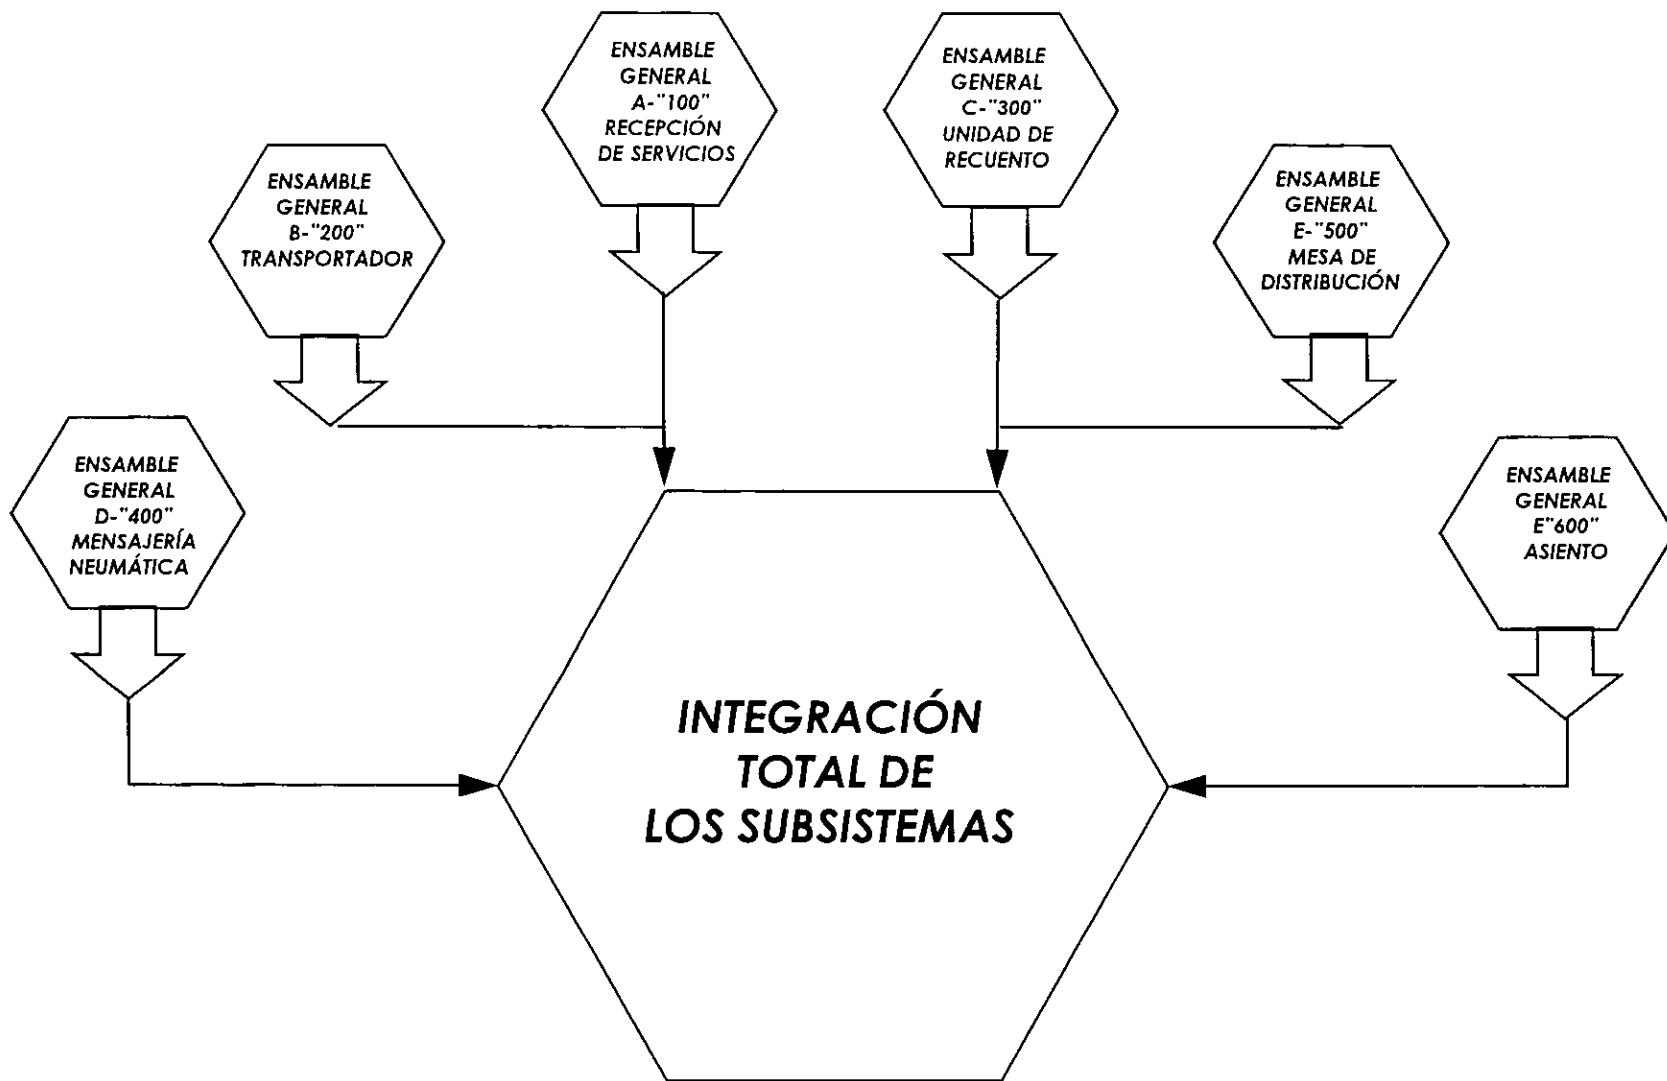 ENSAMBLE
GENERAL
A-"100"
RECEPCIÓN
DE SERVICIOS
ENSAMBLE
GENERAL
C-"300"
UNIDAD DE
RECUENTO
ENSAMBLE
GENERAL
B-"200"
TRANSPORTADOR
ENSAMBLE
GENERAL
E-"500"
MESA DE
DISTRIBUCIÓN
ENSAMBLE
GENERAL
D-"400"
MENSAJERÍA
NEUMÁTICA
ENSAMBLE
GENERAL
E"600"
ASIENTO
INTEGRACIÓN
TOTAL DE
LOS SUBSISTEMAS